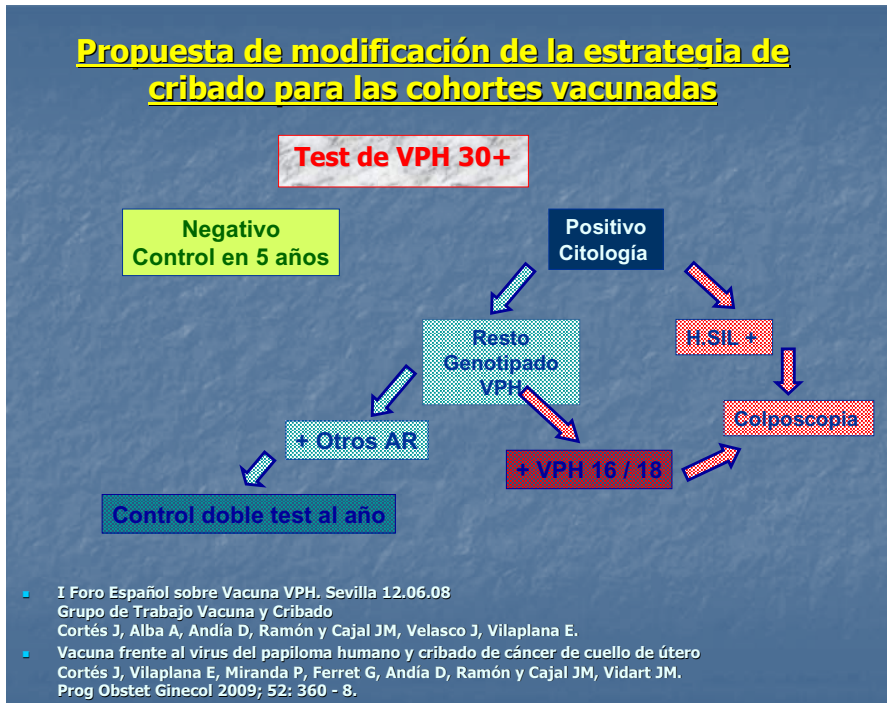 Propuesta de modificación de la estrategia de
cribado para las cohortes vacunadas
Test de VPH 30+
Negativo
Control en 5 años
Positivo
Citología
Resto
Genotipado
VPH
H.SIL +
Colposcopia
+ Otros AR
+ VPH 16 / 18
Control doble test al año
I Foro Español sobre Vacuna VPH. Sevilla 12.06.08
Grupo de Trabajo Vacuna y Cribado
Cortés J, Alba A, Andía D, Ramón y Cajal JM, Velasco J, Vilaplana E.
Vacuna frente al virus del papiloma humano y cribado de cáncer de cuello de útero
Cortés J, Vilaplana E, Miranda P, Ferret G, Andía D, Ramón y Cajal JM, Vidart JM.
Prog Obstet Ginecol 2009; 52: 360 - 8.